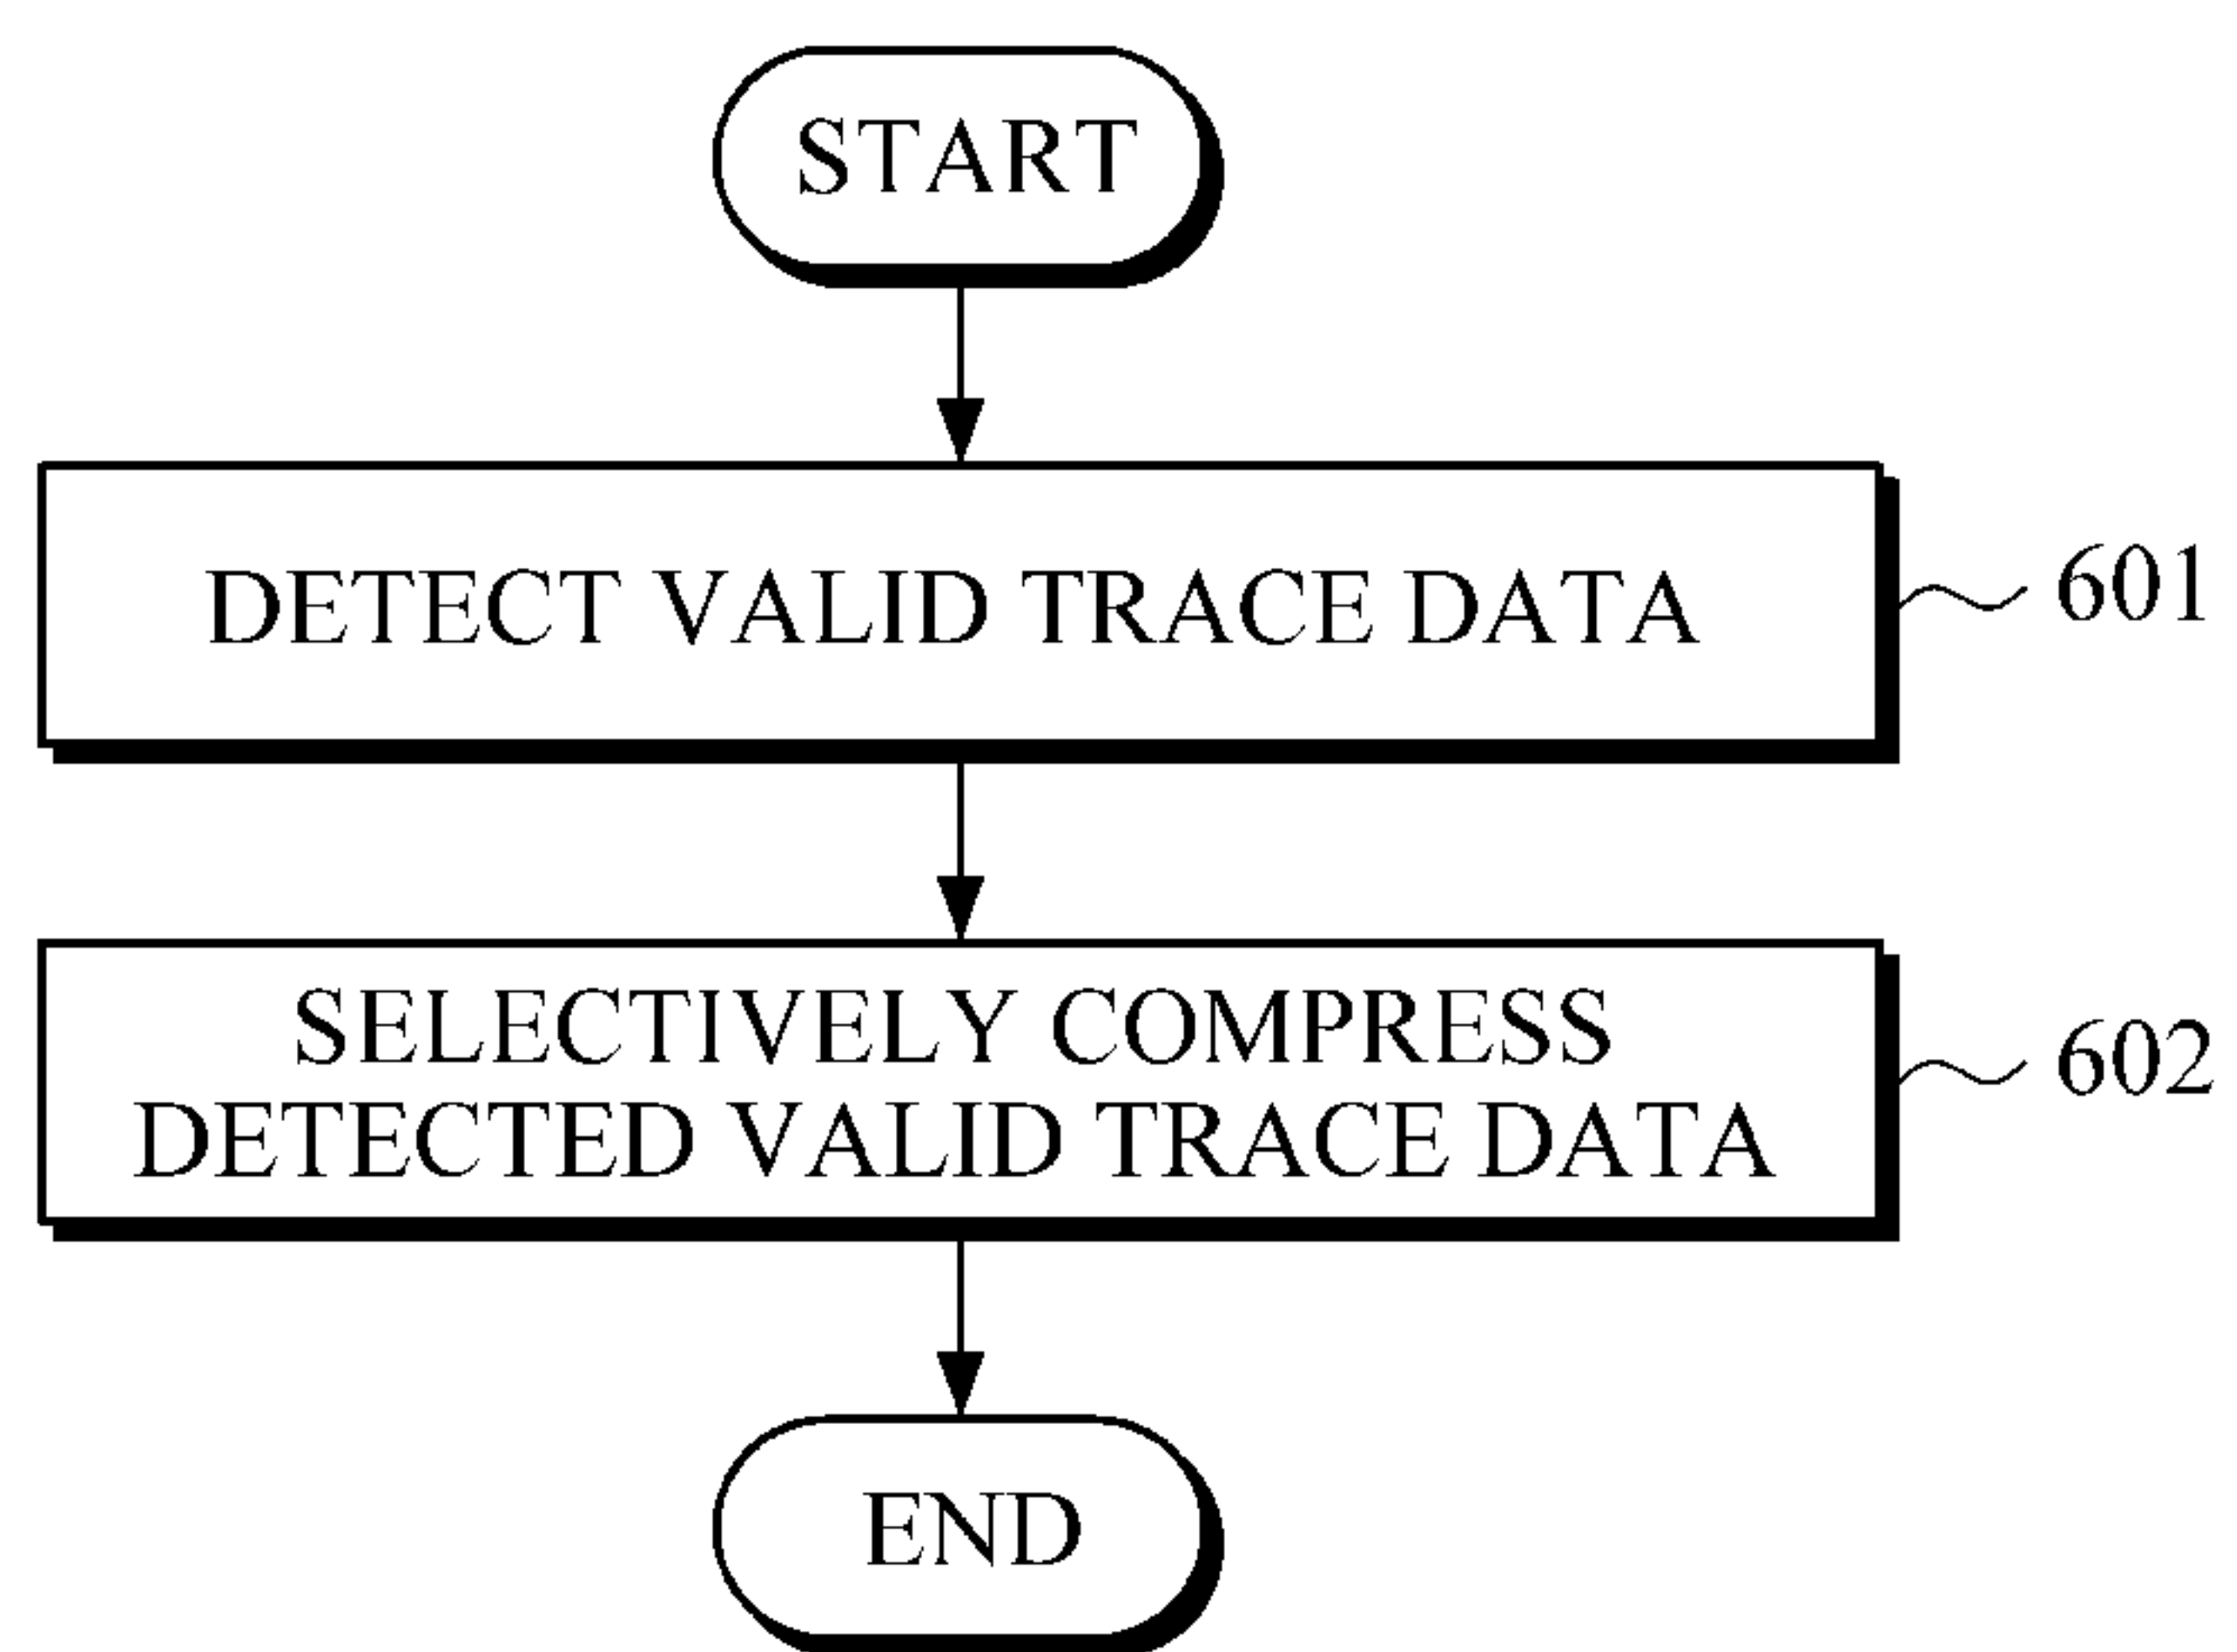 START
DETECT VALID TRACE DATA
601
SELECTIVELY COMPRESS
DETECTED VALID TRACE DATA
602
END